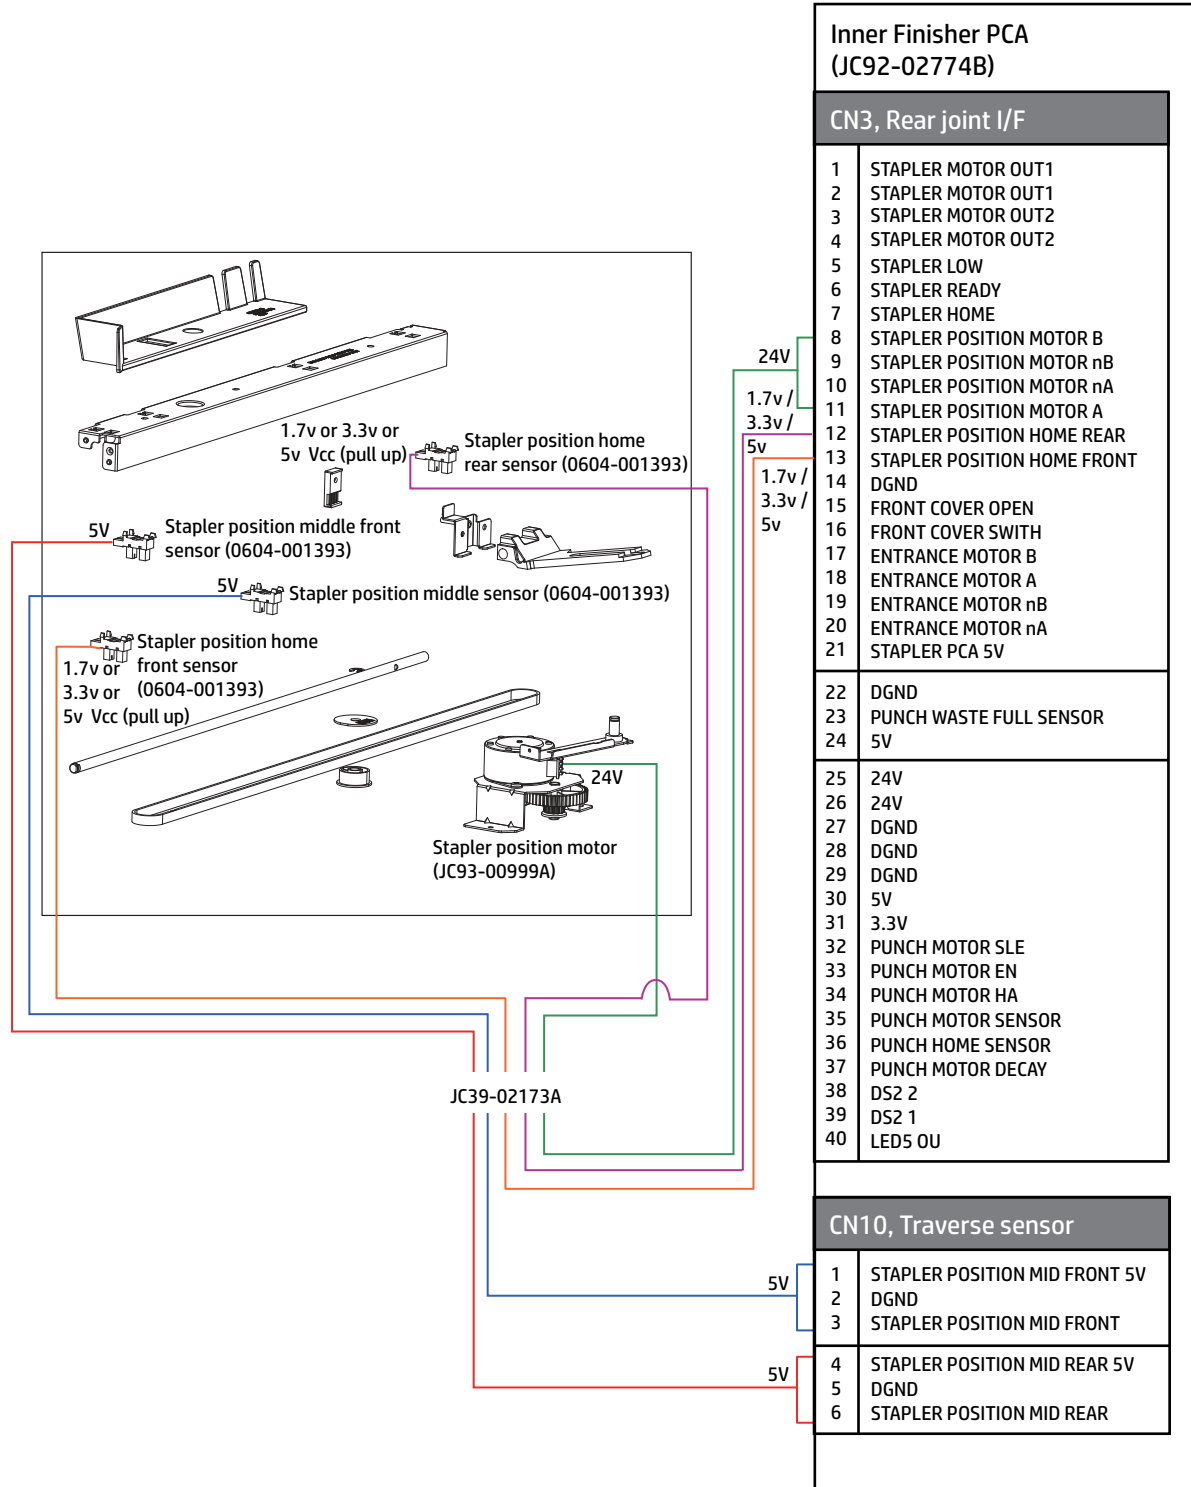 Inner Finisher PCA
(JC92-02774B)
CN3, Rear joint I/F
1 STAPLER MOTOR OUT1
2 STAPLER MOTOR OUT1
3 STAPLER MOTOR OUT2
4 STAPLER MOTOR OUT2
5 STAPLER LOW
6 STAPLER READY
7 STAPLER HOME
8 STAPLER POSITION MOTOR B
9 STAPLER POSITION MOTOR nB
10 STAPLER POSITION MOTOR nA
11 STAPLER POSITION MOTOR A
12 STAPLER POSITION HOME REAR
13 STAPLER POSITION HOME FRONT
14 DGND
15 FRONT COVER OPEN
16 FRONT COVER SWITH
17 ENTRANCE MOTOR B
18 ENTRANCE MOTOR A
19 ENTRANCE MOTOR nB
20 ENTRANCE MOTOR nA
21 STAPLER PCA 5V
22 DGND
23 PUNCH WASTE FULL SENSOR
24 5V
25 24V
26 24V
27 DGND
28 DGND
29 DGND
30 5V
31 3.3V
32 PUNCH MOTOR SLE
33 PUNCH MOTOR EN
34 PUNCH MOTOR HA
35 PUNCH MOTOR SENSOR
36 PUNCH HOME SENSOR
37 PUNCH MOTOR DECAY
38 DS2 2
39 DS2 1
40 LED5 OU
24V
1.7v /
3.3v /
5v
1.7v /
3.3v /
5v
1.7v or 3.3v or
5v Vcc (pull up)
Stapler position home
rear sensor (0604-001393)
5V
Stapler position middle front
sensor (0604-001393)
5V
Stapler position middle sensor (0604-001393)
Stapler position home
front sensor
(0604-001393)
1.7v or
3.3v or
5v Vcc (pull up)
24V
Stapler position motor
(JC93-00999A)
JC39-02173A
CN10, Traverse sensor
5V
1 STAPLER POSITION MID FRONT 5V
2 DGND
3 STAPLER POSITION MID FRONT
5V
4 STAPLER POSITION MID REAR 5V
5 DGND
6 STAPLER POSITION MID REAR